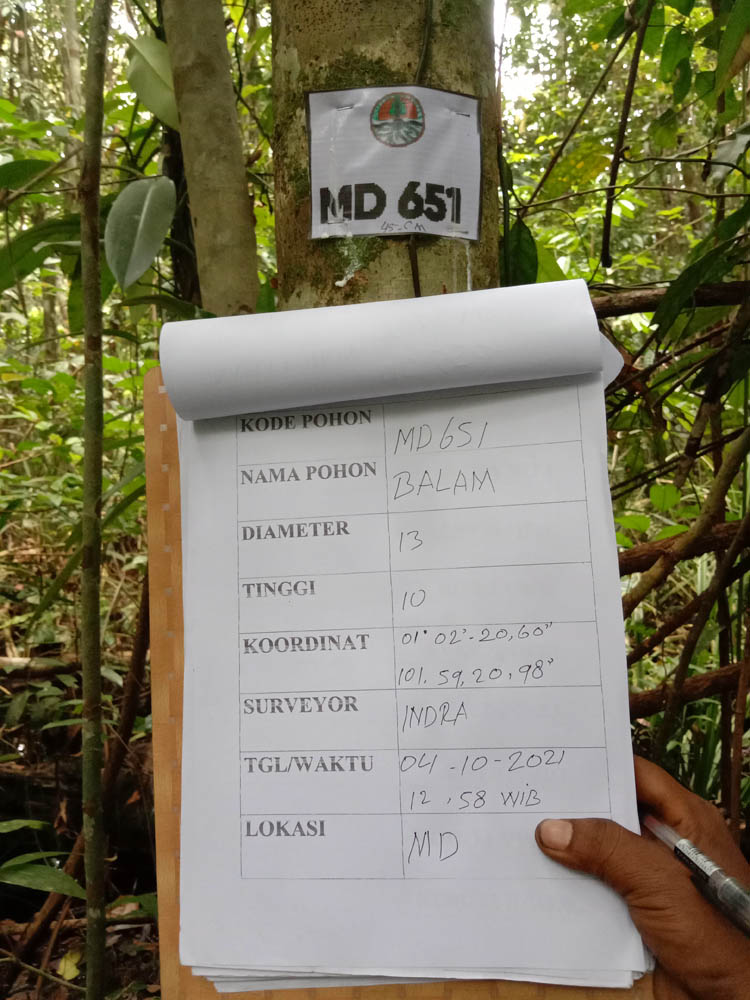 MD 651
45 CM
KODE POHON MD 651
NAMA POHON BALAM
DIAMETER 13
TINGGI 10
KOORDINAT 01° 02'-20,60"
101. 59, 20, 98"
SURVEYOR INDRA
TGL/WAKTU 04-10-2021
12,58 WIB
LOKASI MD